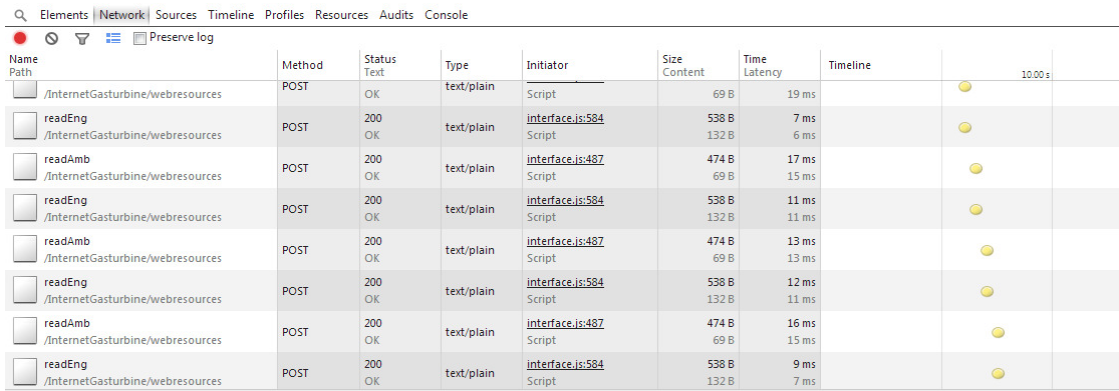 Elements Network Sources Timeline Profiles Resources Audits Console
Preserve log
Name Method Status Type Initiator Size Time Timeline
Path Text Content Latency 10.00 s
POST text/plain
/InternetGasturbine/webresources OK Script 69 B 19 ms
readEng POST 200 text/plain interface.js:584 538 B 7 ms
/InternetGasturbine/webresources OK Script 132 B 6 ms
readAmb POST 200 text/plain interface.js:487 474 B 17 ms
/InternetGasturbine/webresources OK Script 69 B 15 ms
readEng POST 200 text/plain interface.js:584 538 B 11 ms
/InternetGasturbine/webresources OK Script 132 B 11 ms
readAmb POST 200 text/plain interface.js:487 474 B 13 ms
/InternetGasturbine/webresources OK Script 69 B 13 ms
readEng POST 200 text/plain interface.js:584 538 B 12 ms
/InternetGasturbine/webresources OK Script 132 B 11 ms
readAmb POST 200 text/plain interface.js:487 474 B 16 ms
/InternetGasturbine/webresources OK Script 69 B 15 ms
readEng POST 200 text/plain interface.js:584 538 B 9 ms
/InternetGasturbine/webresources OK Script 132 B 7 ms